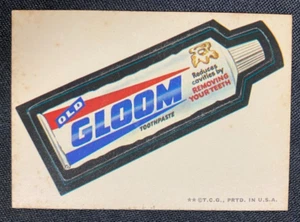 OLD
GLOOM
TOOTHPASTE
Reduces
cavities by
REMOVING
YOUR TEETH
** ©T.C.G., PRTD. IN U.S.A.